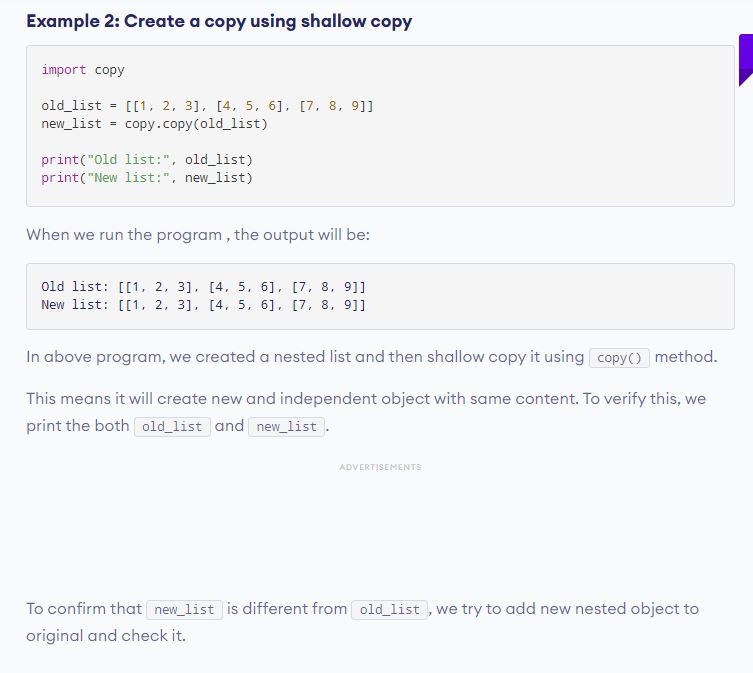 Example 2: Create a copy using shallow copy
import copy
old_list = [[1, 2, 3], [4, 5, 6], [7, 8, 9]]
new_list = copy.copy(old_list)
print("Old list:", old_list)
print("New list:", new_list)
When we run the program , the output will be:
Old list: [[1, 2, 3], [4, 5, 6], [7, 8, 9]]
New list: [[1, 2, 3], [4, 5, 6], [7, 8, 9]]
In above program, we created a nested list and then shallow copy it using copy() method.
This means it will create new and independent object with same content. To verify this, we
print the both old_list and new_list.
ADVERTISEMENTS
To confirm that new_list is different from old_list, we try to add new nested object to
original and check it.